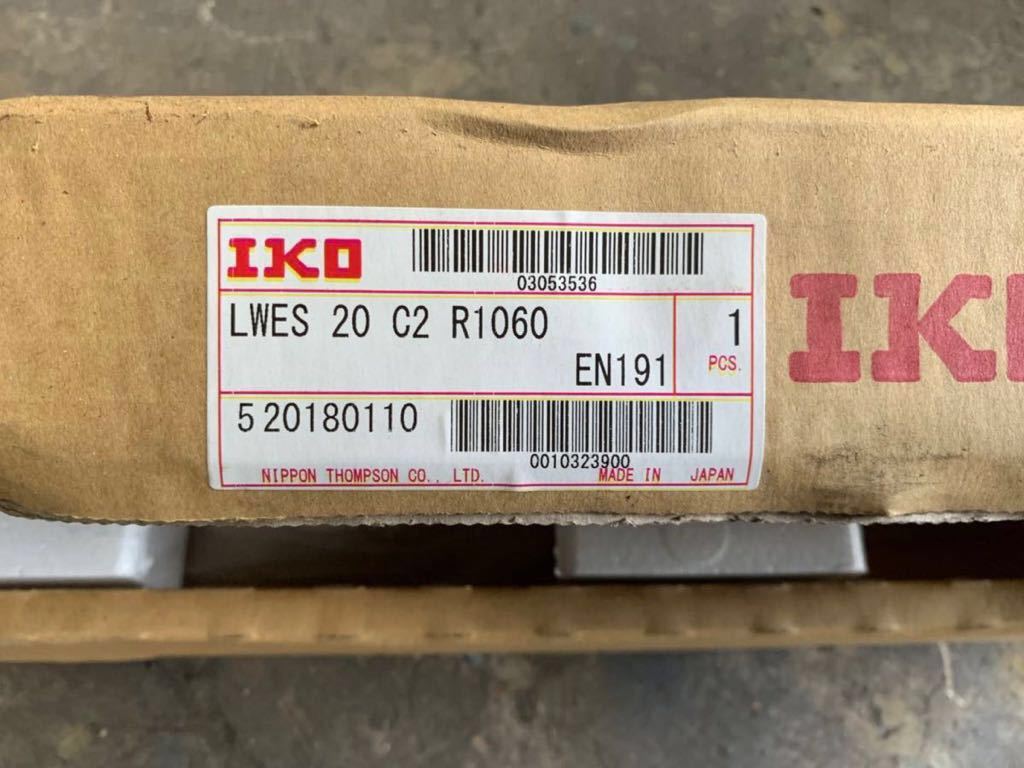 IKO
03053536
LWES 20 C2 R1060
1
EN191
PCS.
5 20180110
0010323900
NIPPON THOMPSON CO., LTD.
MADE IN JAPAN
IK